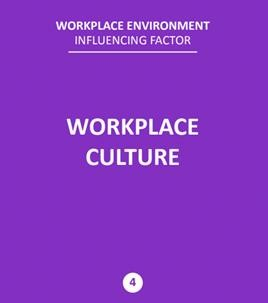 WORKPLACE ENVIRONMENT
INFLUENCING FACTOR
WORKPLACE
CULTURE
4